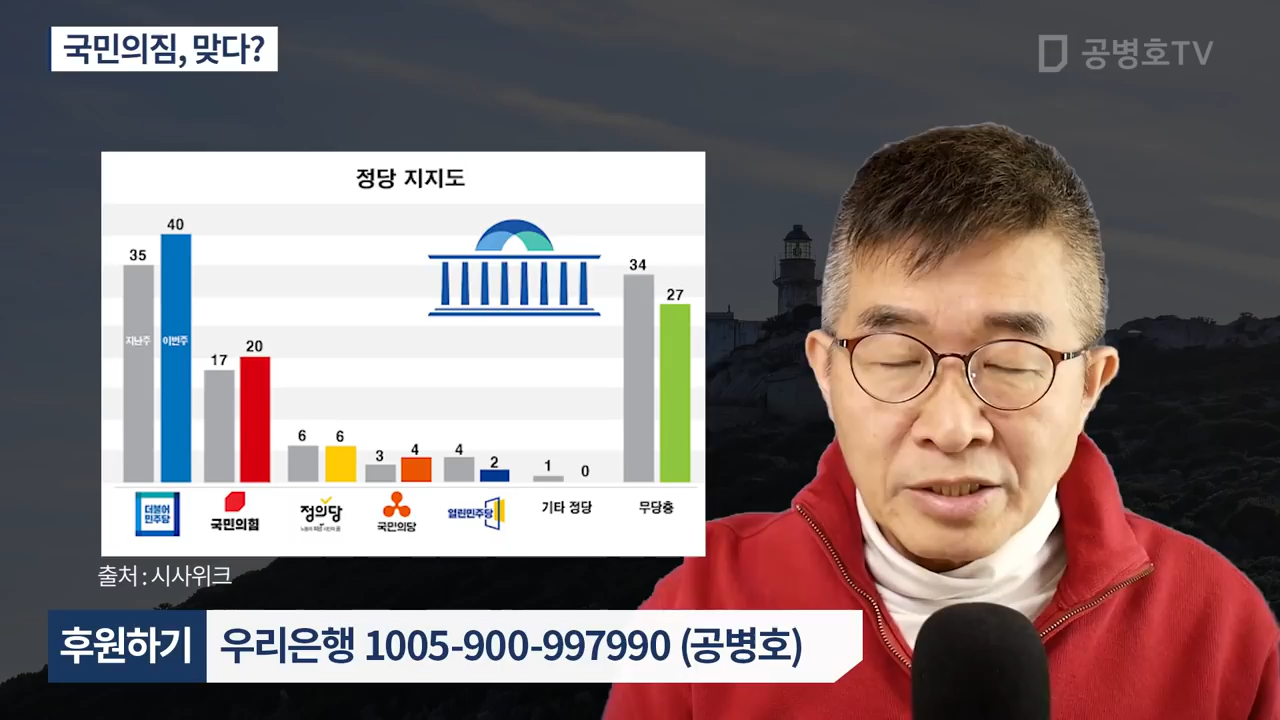 국민의짐, 맞다?
공병호TV
정당 지지도
35
40
지난주
이번주
17
20
6
6
3
4
4
2
1
0
34
27
더불어
민주당
국민의힘
정의당
국민의당
열린민주당
기타 정당
무당층
출처 : 시사위크
후원하기
우리은행 1005-900-997990 (공병호)